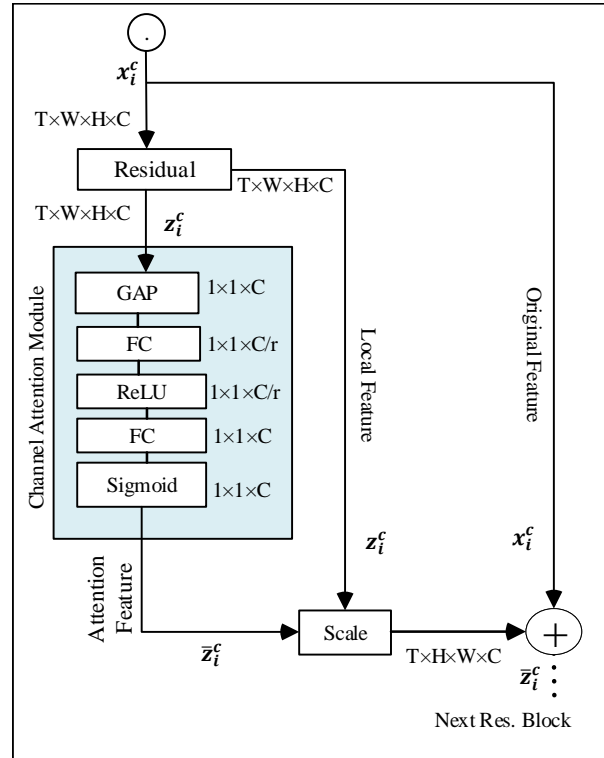 .
x_i^c
T×W×H×C
Residual
T×W×H×C
T×W×H×C
z_i^c
Channel Attention Module
GAP
1×1×C
FC
1×1×C/r
ReLU
1×1×C/r
FC
1×1×C
Sigmoid
1×1×C
Local Feature
Original Feature
z_i^c
x_i^c
Attention
Feature
z̄_i^c
Scale
T×H×W×C
+
z̄_i^c
Next Res. Block